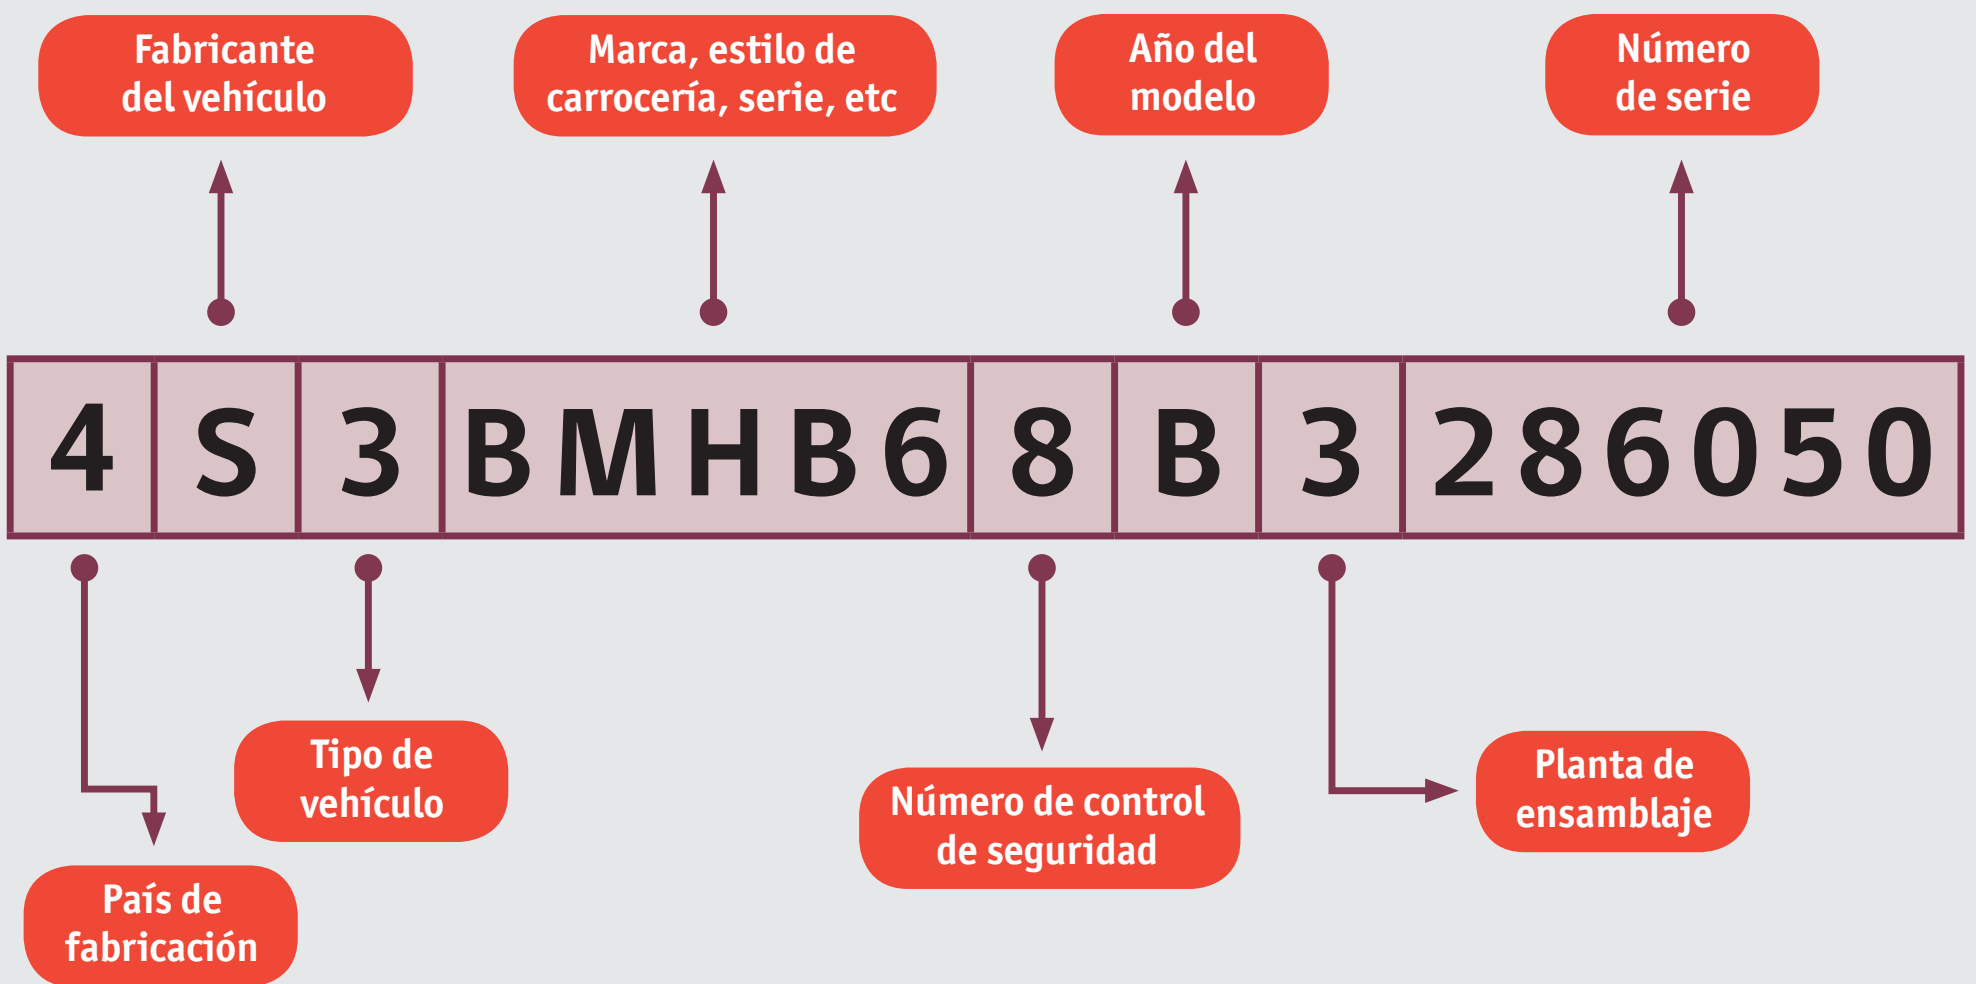 Fabricante
del vehículo
Marca, estilo de
carrocería, serie, etc
Año del
modelo
Número
de serie
4 S 3 BMHB6 8 B 3 286050
Tipo de
vehículo
País de
fabricación
Número de control
de seguridad
Planta de
ensamblaje